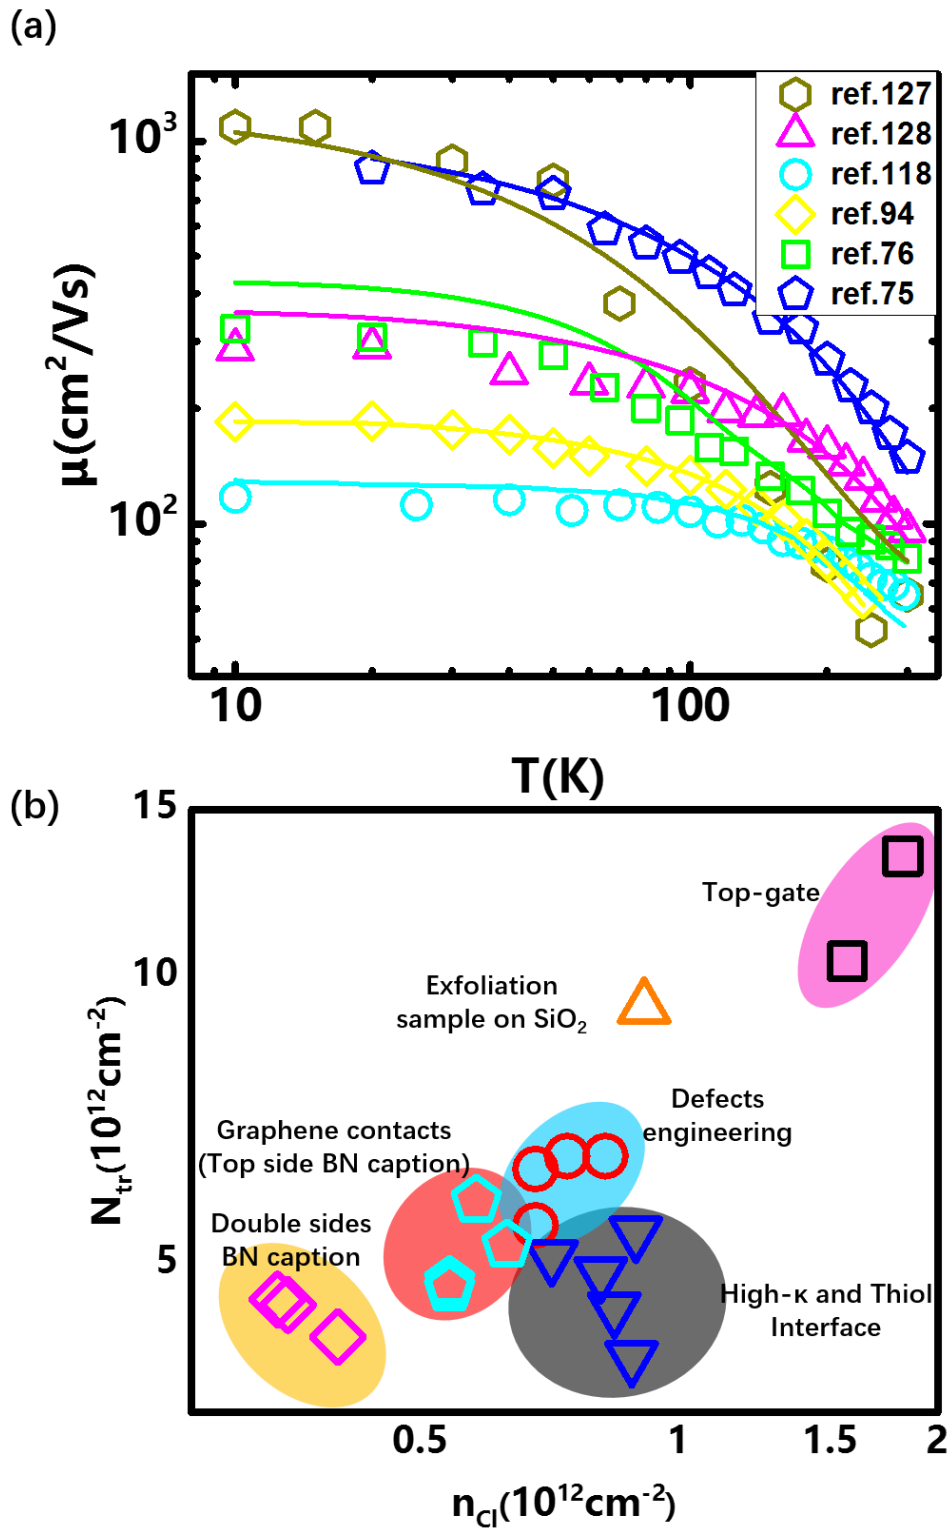 (a)
10³
10²
μ(cm²/Vs)
ref.127
ref.128
ref.118
ref.94
ref.76
ref.75
10
100
T(K)
(b)
15
10
5
Nₜᵣ(10¹²cm⁻²)
Top-gate
Exfoliation
sample on SiO₂
Defects
engineering
Graphene contacts
(Top side BN caption)
Double sides
BN caption
High-κ and Thiol
Interface
0.5
1
1.5
2
n_CI(10¹²cm⁻²)